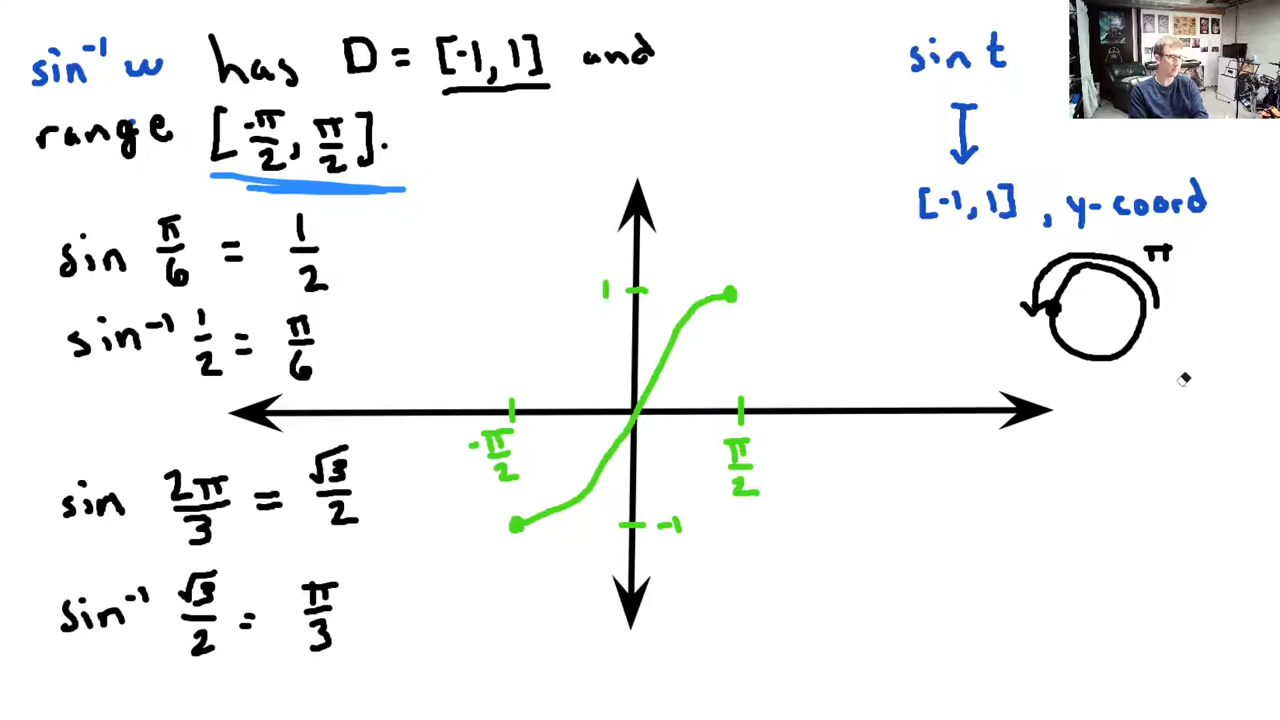 sin⁻¹ w has D = [-1, 1] and
range [-π/2, π/2].
sin π/6 = 1/2
sin⁻¹ 1/2 = π/6
sin 2π/3 = √3/2
sin⁻¹ √3/2 = π/3
1
-π/2
π/2
-1
sin t
[-1, 1], y-coord
π